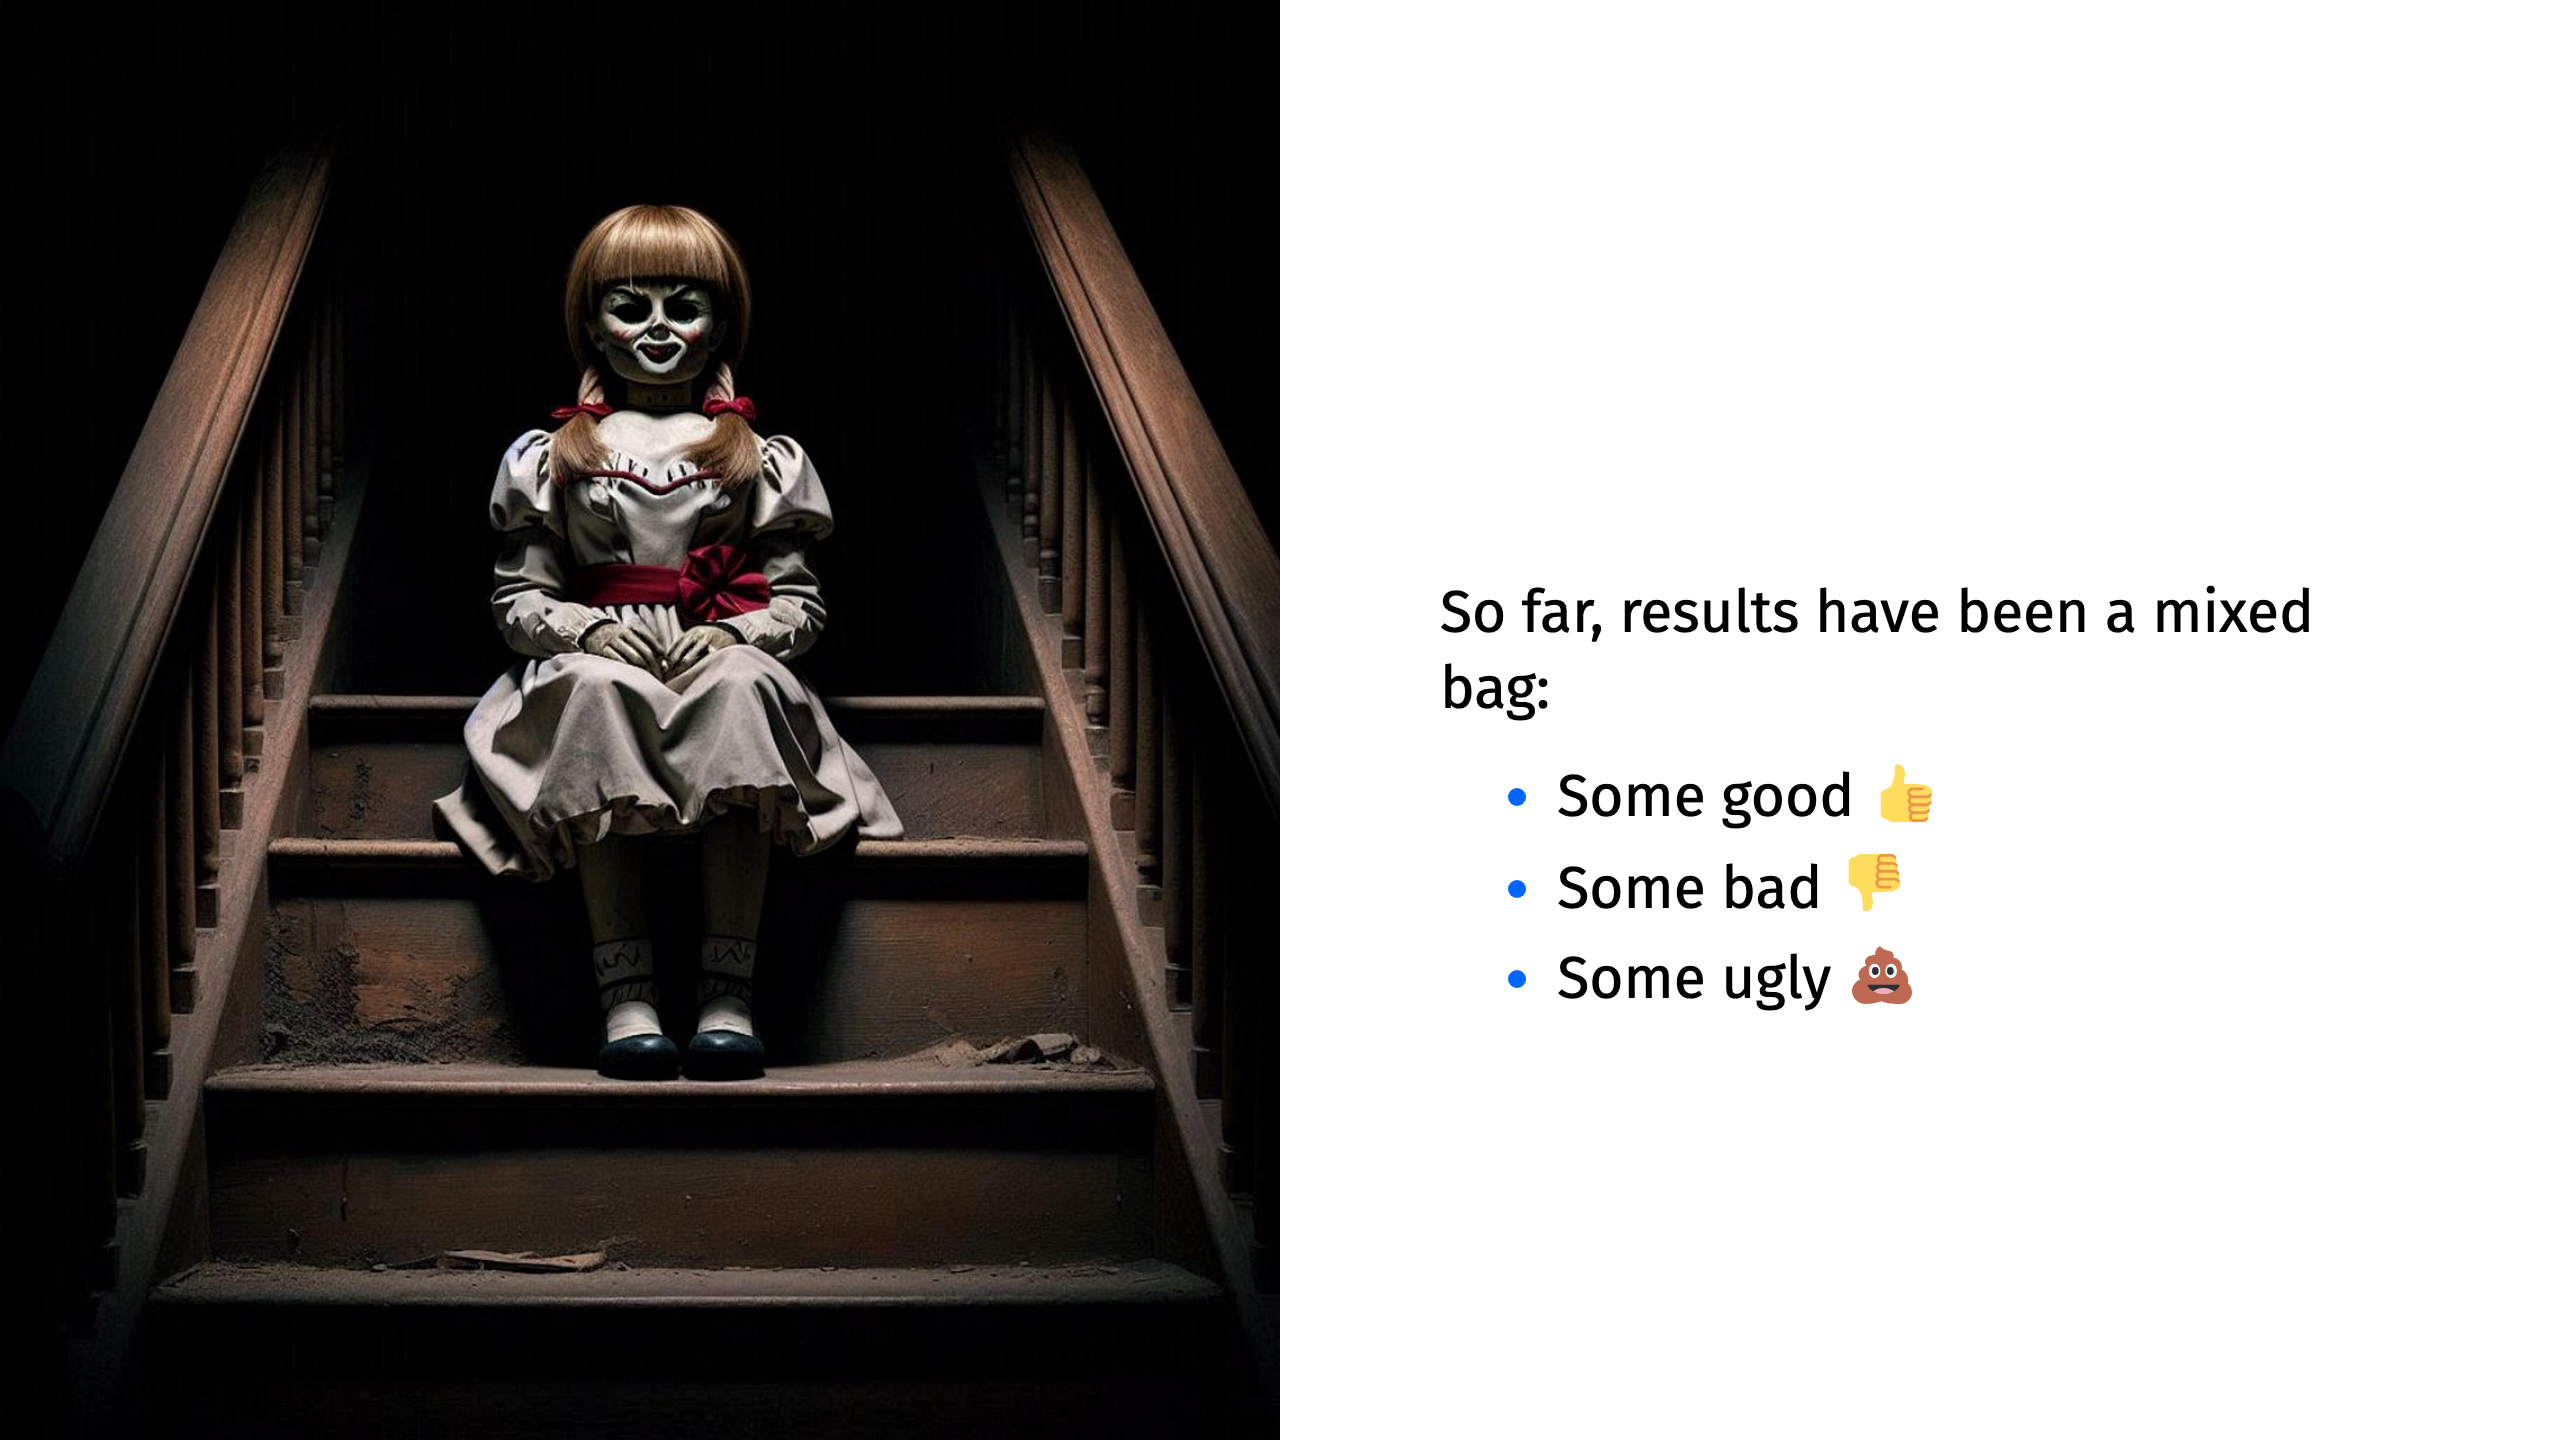 So far, results have been a mixed
bag:
• Some good 👍
• Some bad 👎
• Some ugly 💩